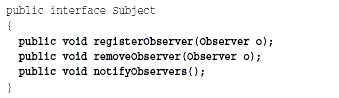 public interface Subject
{
  public void registerObserver(Observer o);
  public void removeObserver(Observer o);
  public void notifyObservers();
}